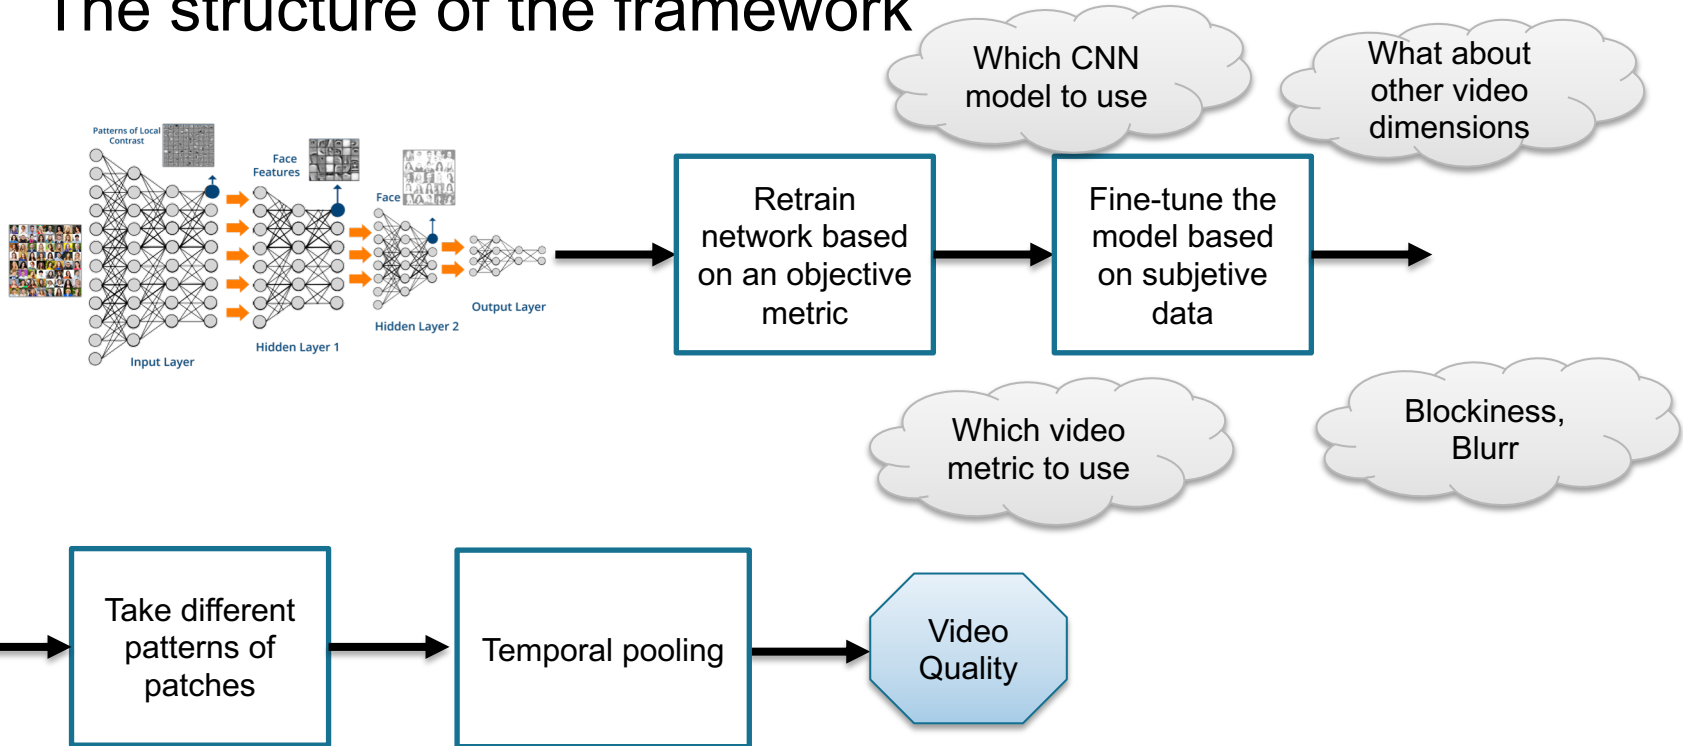 The structure of the framework
Which CNN
model to use
What about
other video
dimensions
Patterns of Local
Contrast
Face
Features
Face
Output Layer
Hidden Layer 2
Hidden Layer 1
Input Layer
Retrain
network based
on an objective
metric
Fine-tune the
model based
on subjetive
data
Which video
metric to use
Blockiness,
Blurr
Take different
patterns of
patches
Temporal pooling
Video
Quality